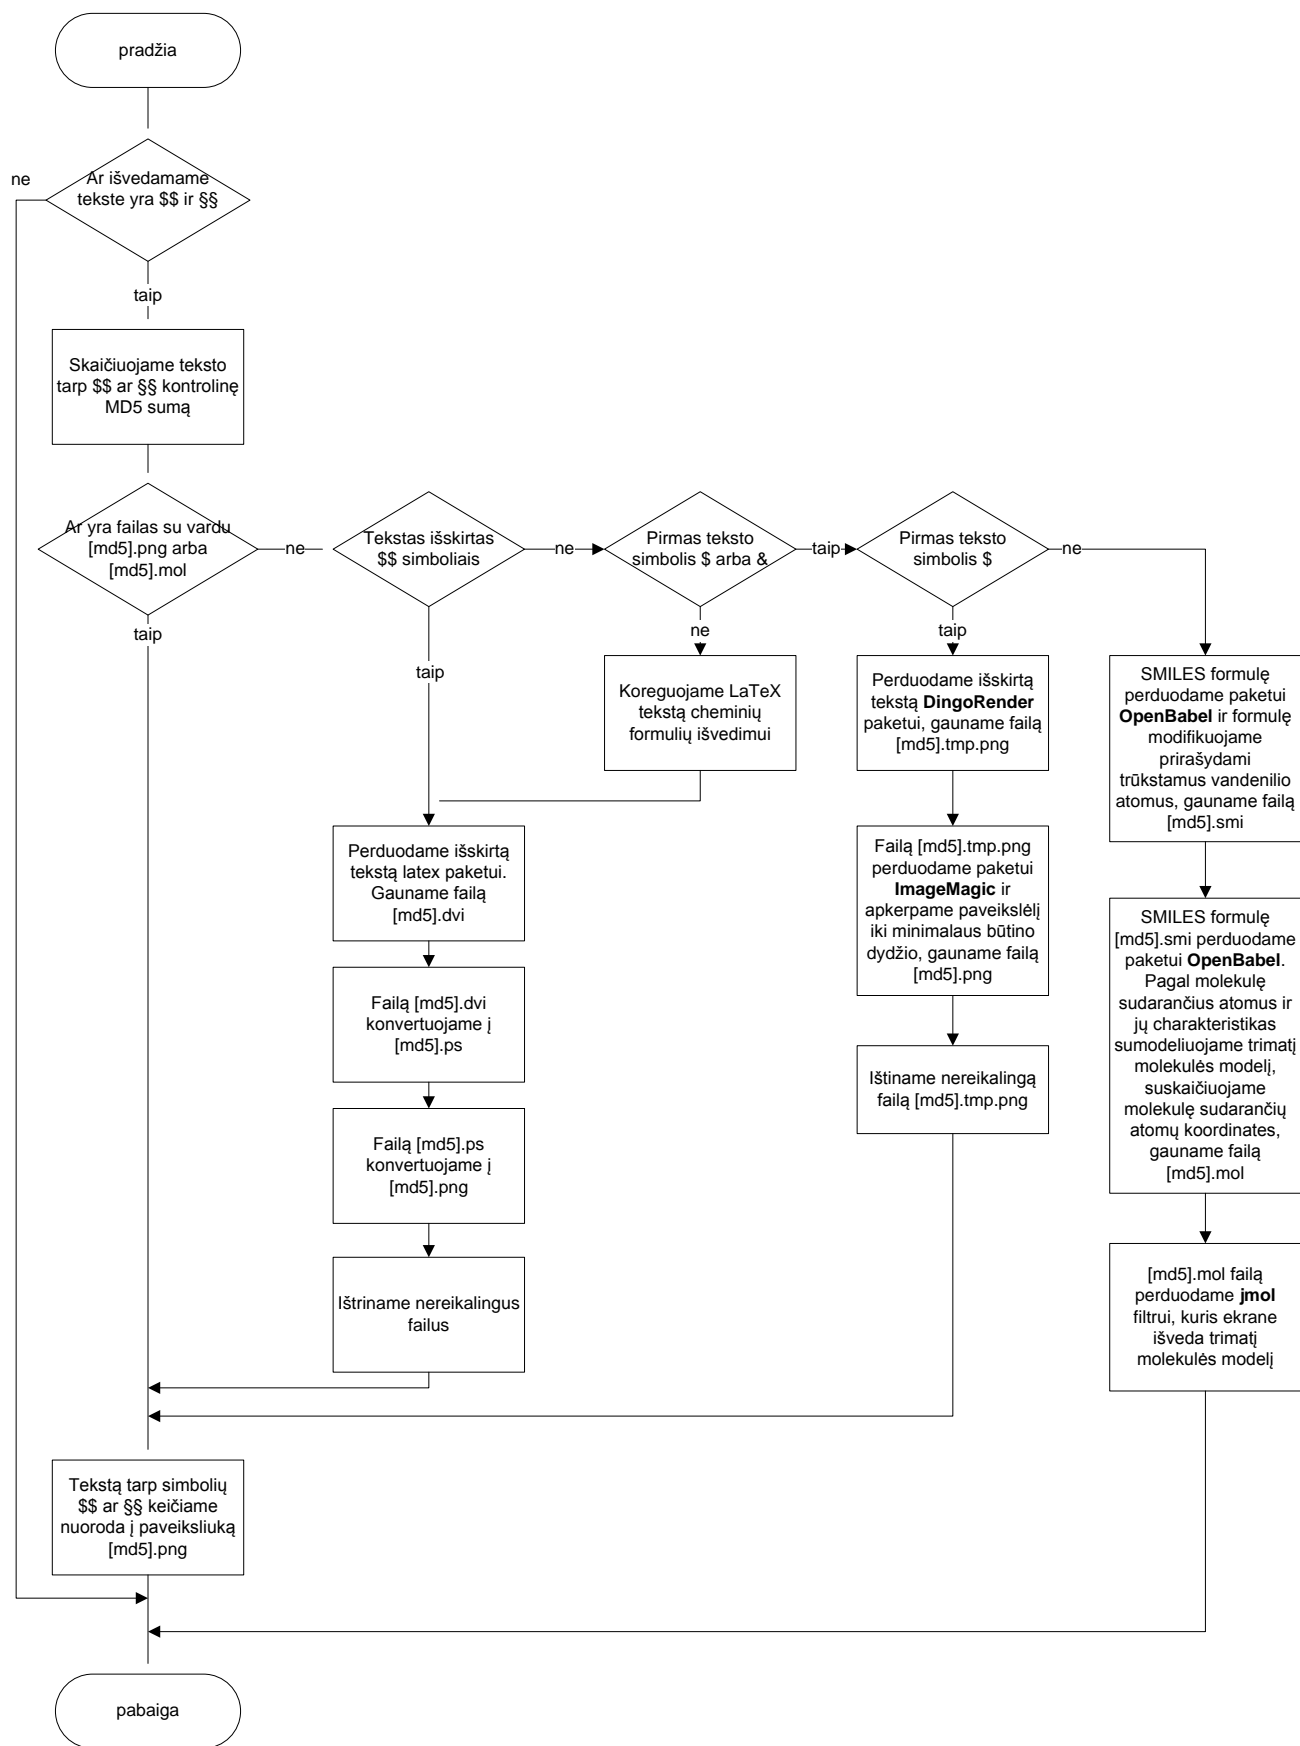 pradžia
ne
Ar išvedamame
tekste yra $$ ir §§
taip
Skaičiuojame teksto
tarp $$ ar §§ kontrolinę
MD5 sumą
Ar yra failas su vardu
[md5].png arba
[md5].mol
ne
taip
Tekstas išskirtas
$$ simboliais
ne
taip
Pirmas teksto
simbolis $ arba &
taip
ne
Pirmas teksto
simbolis $
ne
taip
Koreguojame LaTeX
tekstą cheminių
formulių išvedimui
Perduodame išskirtą
tekstą DingoRender
paketui, gauname failą
[md5].tmp.png
SMILES formulę
perduodame paketui
OpenBabel ir formulę
modifikuojame
prirašydami
trūkstamus vandenilio
atomus, gauname failą
[md5].smi
Perduodame išskirtą
tekstą latex paketui.
Gauname failą
[md5].dvi
Failą [md5].tmp.png
perduodame paketui
ImageMagic ir
apkerpame paveikslėlį
iki minimalaus būtino
dydžio, gauname failą
[md5].png
SMILES formulę
[md5].smi perduodame
paketui OpenBabel.
Pagal molekulę
sudarančius atomus ir
jų charakteristikas
sumodeliuojame trimatį
molekulės modelį,
suskaičiuojame
molekulę sudarančių
atomų koordinates,
gauname failą
[md5].mol
Failą [md5].dvi
konvertuojame į
[md5].ps
Ištiname nereikalingą
failą [md5].tmp.png
Failą [md5].ps
konvertuojame į
[md5].png
Ištriname nereikalingus
failus
[md5].mol failą
perduodame jmol
filtrui, kuris ekrane
išveda trimatį
molekulės modelį
Tekstą tarp simbolių
$$ ar §§ keičiame
nuoroda į paveiksliuką
[md5].png
pabaiga